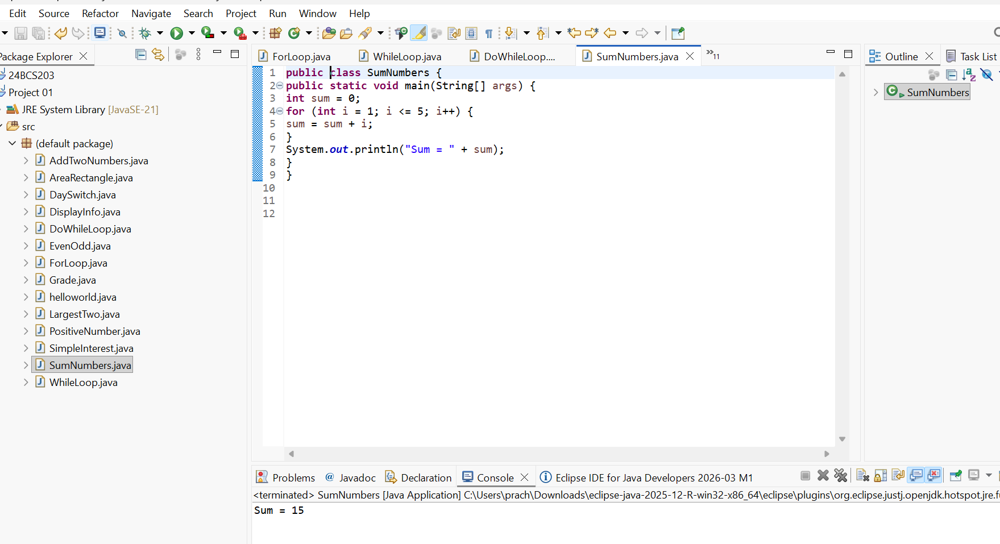 Edit Source Refactor Navigate Search Project Run Window Help
Package Explorer
24BCS203
Project 01
JRE System Library [JavaSE-21]
src
(default package)
AddTwoNumbers.java
AreaRectangle.java
DaySwitch.java
DisplayInfo.java
DoWhileLoop.java
EvenOdd.java
ForLoop.java
Grade.java
helloworld.java
LargestTwo.java
PositiveNumber.java
SimpleInterest.java
SumNumbers.java
WhileLoop.java
ForLoop.java WhileLoop.java DoWhileLoop.... SumNumbers.java »11
1 public class SumNumbers {
2 public static void main(String[] args) {
3 int sum = 0;
4 for (int i = 1; i <= 5; i++) {
5 sum = sum + i;
6 }
7 System.out.println("Sum = " + sum);
8 }
9 }
10
11
12
Outline Task List
SumNumbers
Problems @ Javadoc Declaration Console Eclipse IDE for Java Developers 2026-03 M1
<terminated> SumNumbers [Java Application] C:\Users\prach\Downloads\eclipse-java-2025-12-R-win32-x86_64\eclipse\plugins\org.eclipse.justj.openjdk.hotspot.jre.f
Sum = 15